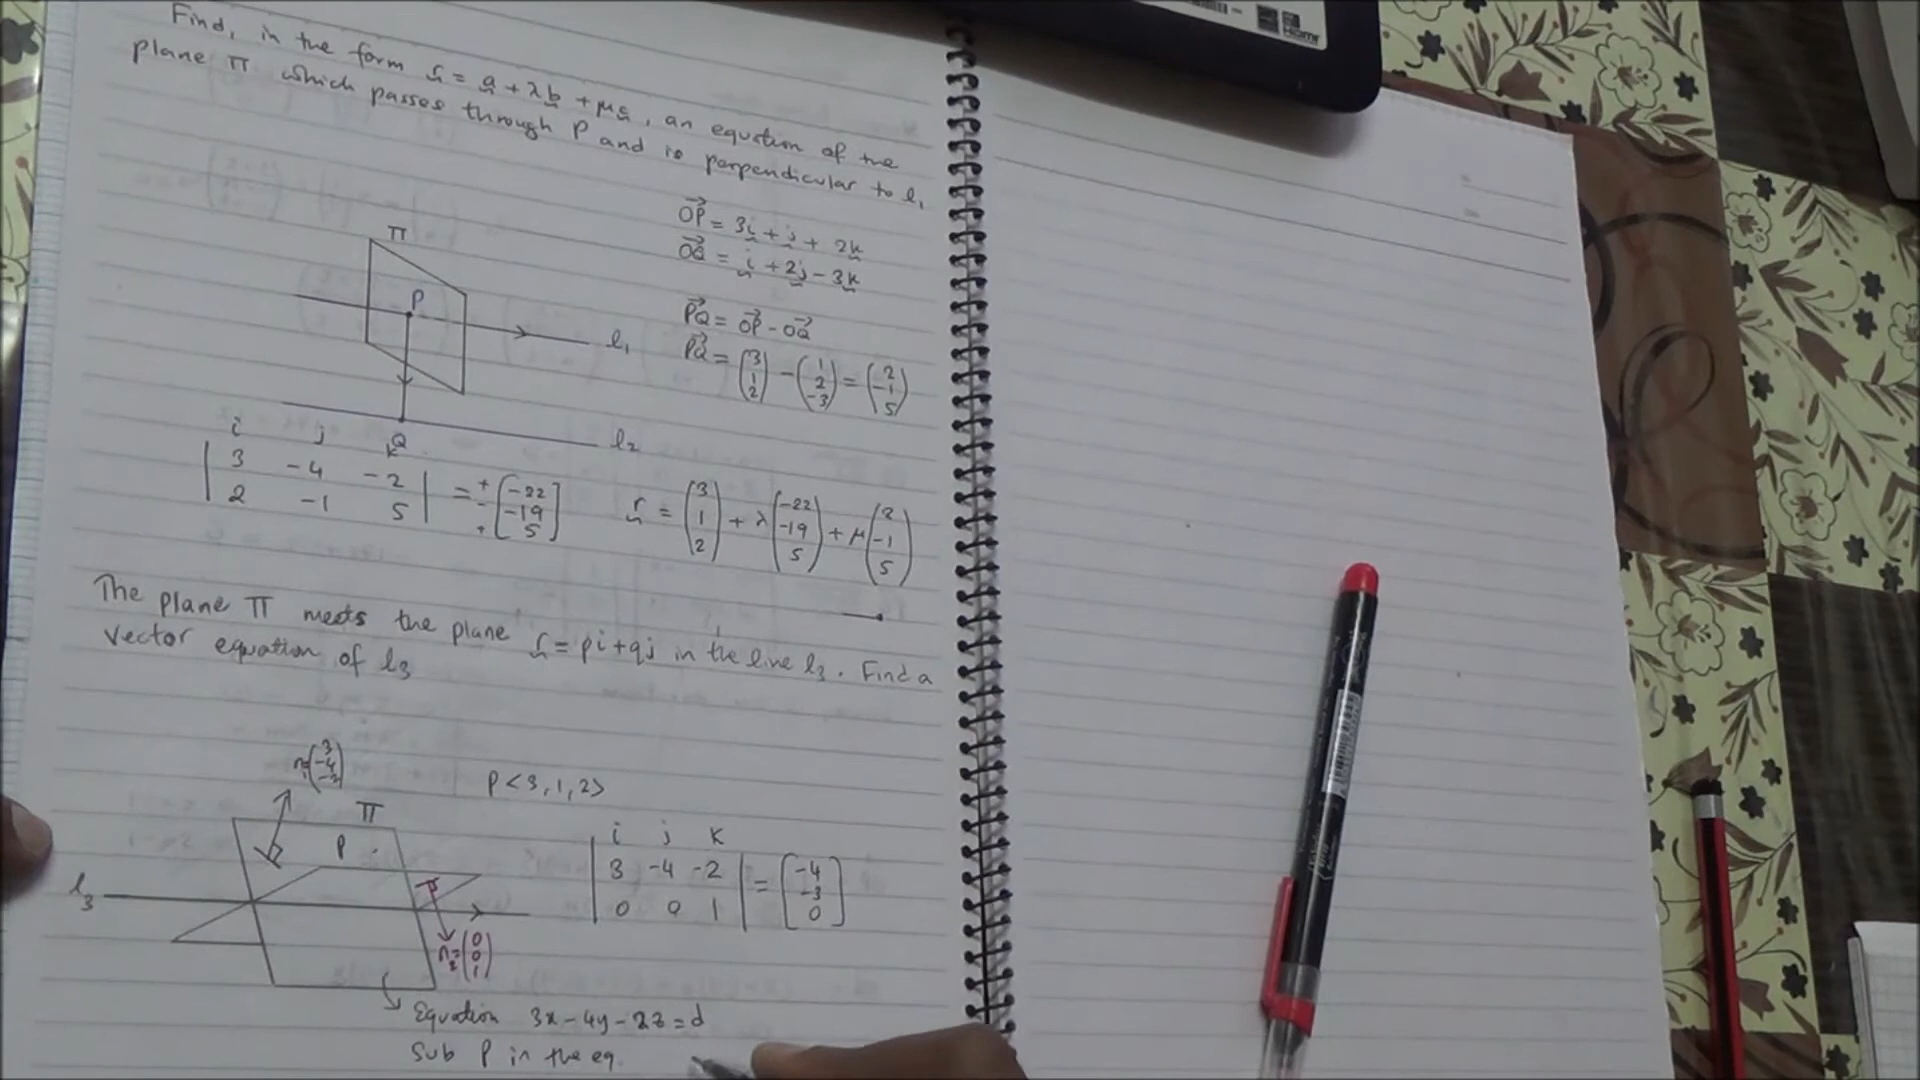 Find, in the form r = a + λb + μc, an equation of the
plane π which passes through P and is perpendicular to l₁
π
P
l₁
Q
l₂
OP→ = 3i + j + 2k
OQ→ = i + 2j - 3k
PQ→ = OP→ - OQ→
PQ→ = (3 1 2) - (1 2 -3) = (2 -1 5)
i j k
| 3 -4 -2 |
| 2 -1 5 | = + - + [-22 -19 5]
r = (3 1 2) + λ(-22 -19 5) + μ(2 -1 5)
The plane π meets the plane r = pi + qj in the line l₃. Find a
vector equation of l₃
n₁ = (3 -4 -2)
P<3, 1, 2>
π
P
l₃
n₂ = (0 0 1)
i j k
| 3 -4 -2 |
| 0 0 1 | = [-4 -3 0]
Equation 3x - 4y - 2z = d
Sub P in the eq.
HDMI